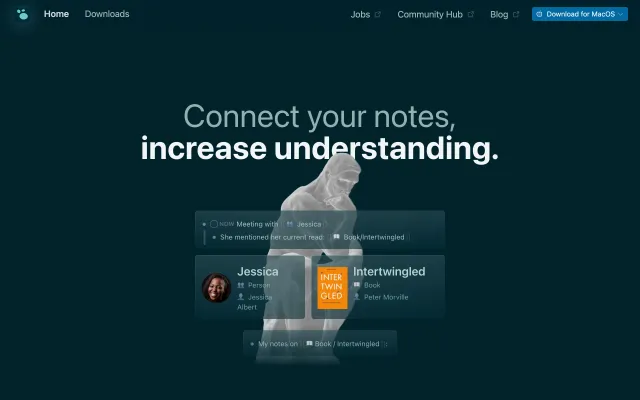 Home Downloads Jobs Community Hub Blog Download for MacOS
Connect your notes,
increase understanding.
NOW Meeting with Jessica
She mentioned her current read: Book/Intertwingled
Jessica
Person
Jessica
Albert
INTER
TWIN
GLED
Intertwingled
Book
Peter Morville
My notes on Book / Intertwingled